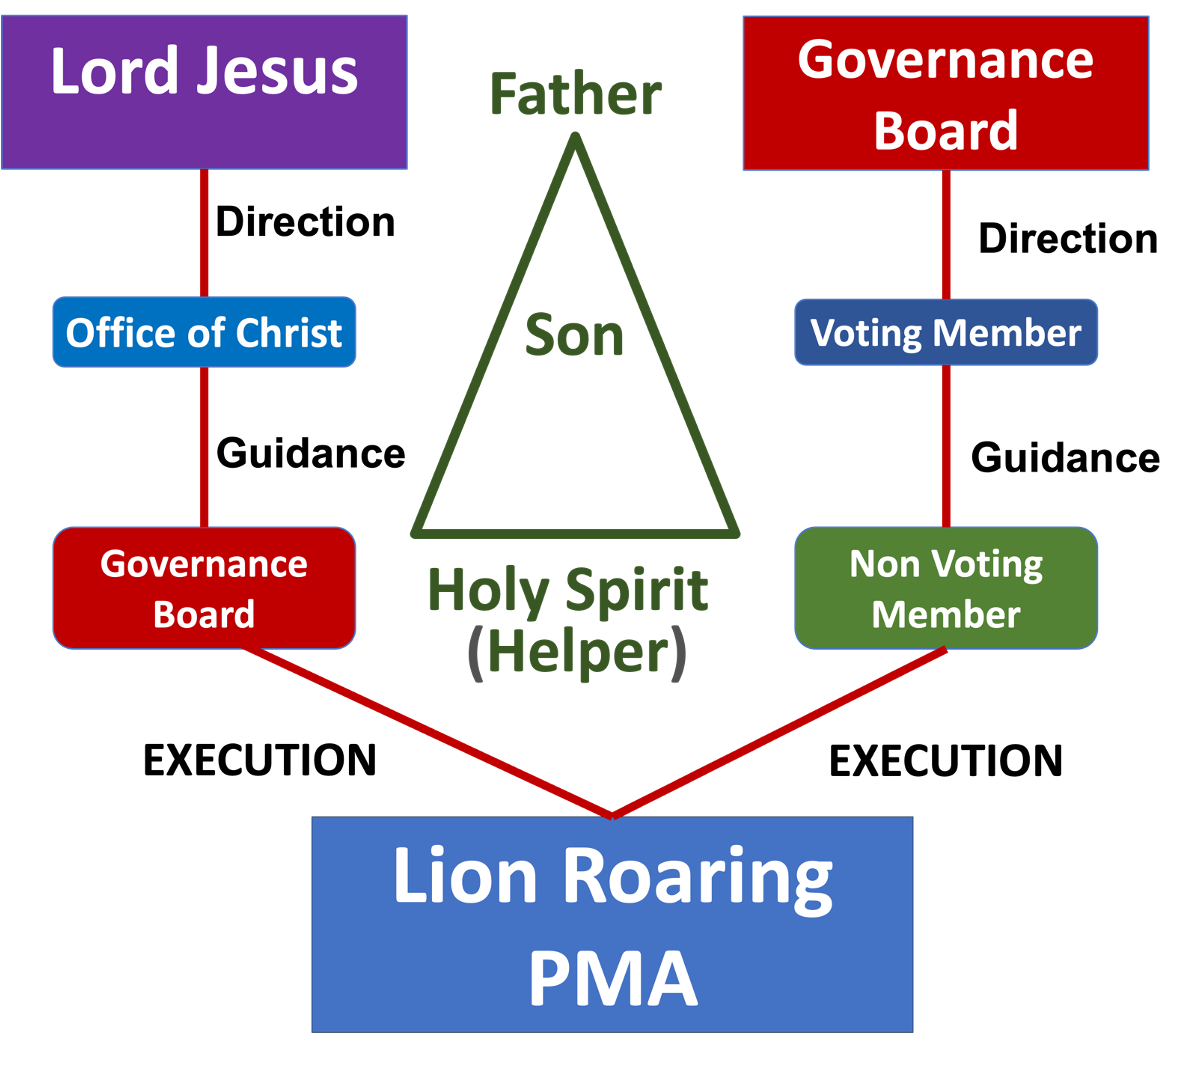 Lord Jesus
Direction
Office of Christ
Guidance
Governance
Board
EXECUTION
Father
Son
Holy Spirit
(Helper)
Governance
Board
Direction
Voting Member
Guidance
Non Voting
Member
EXECUTION
Lion Roaring
PMA